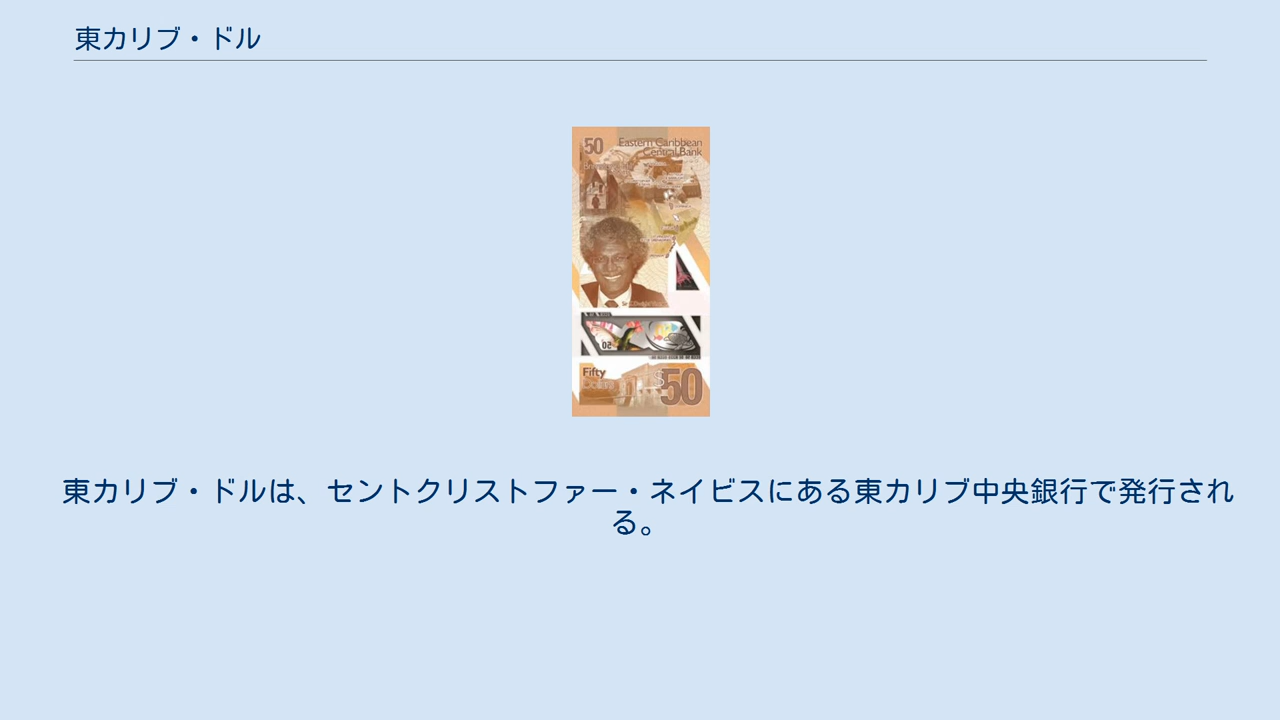 東カリブ・ドル
50
Eastern Caribbean
Central Bank
50
Fifty
Dollars
$50
東カリブ・ドルは、セントクリストファー・ネイビスにある東カリブ中央銀行で発行され
る。